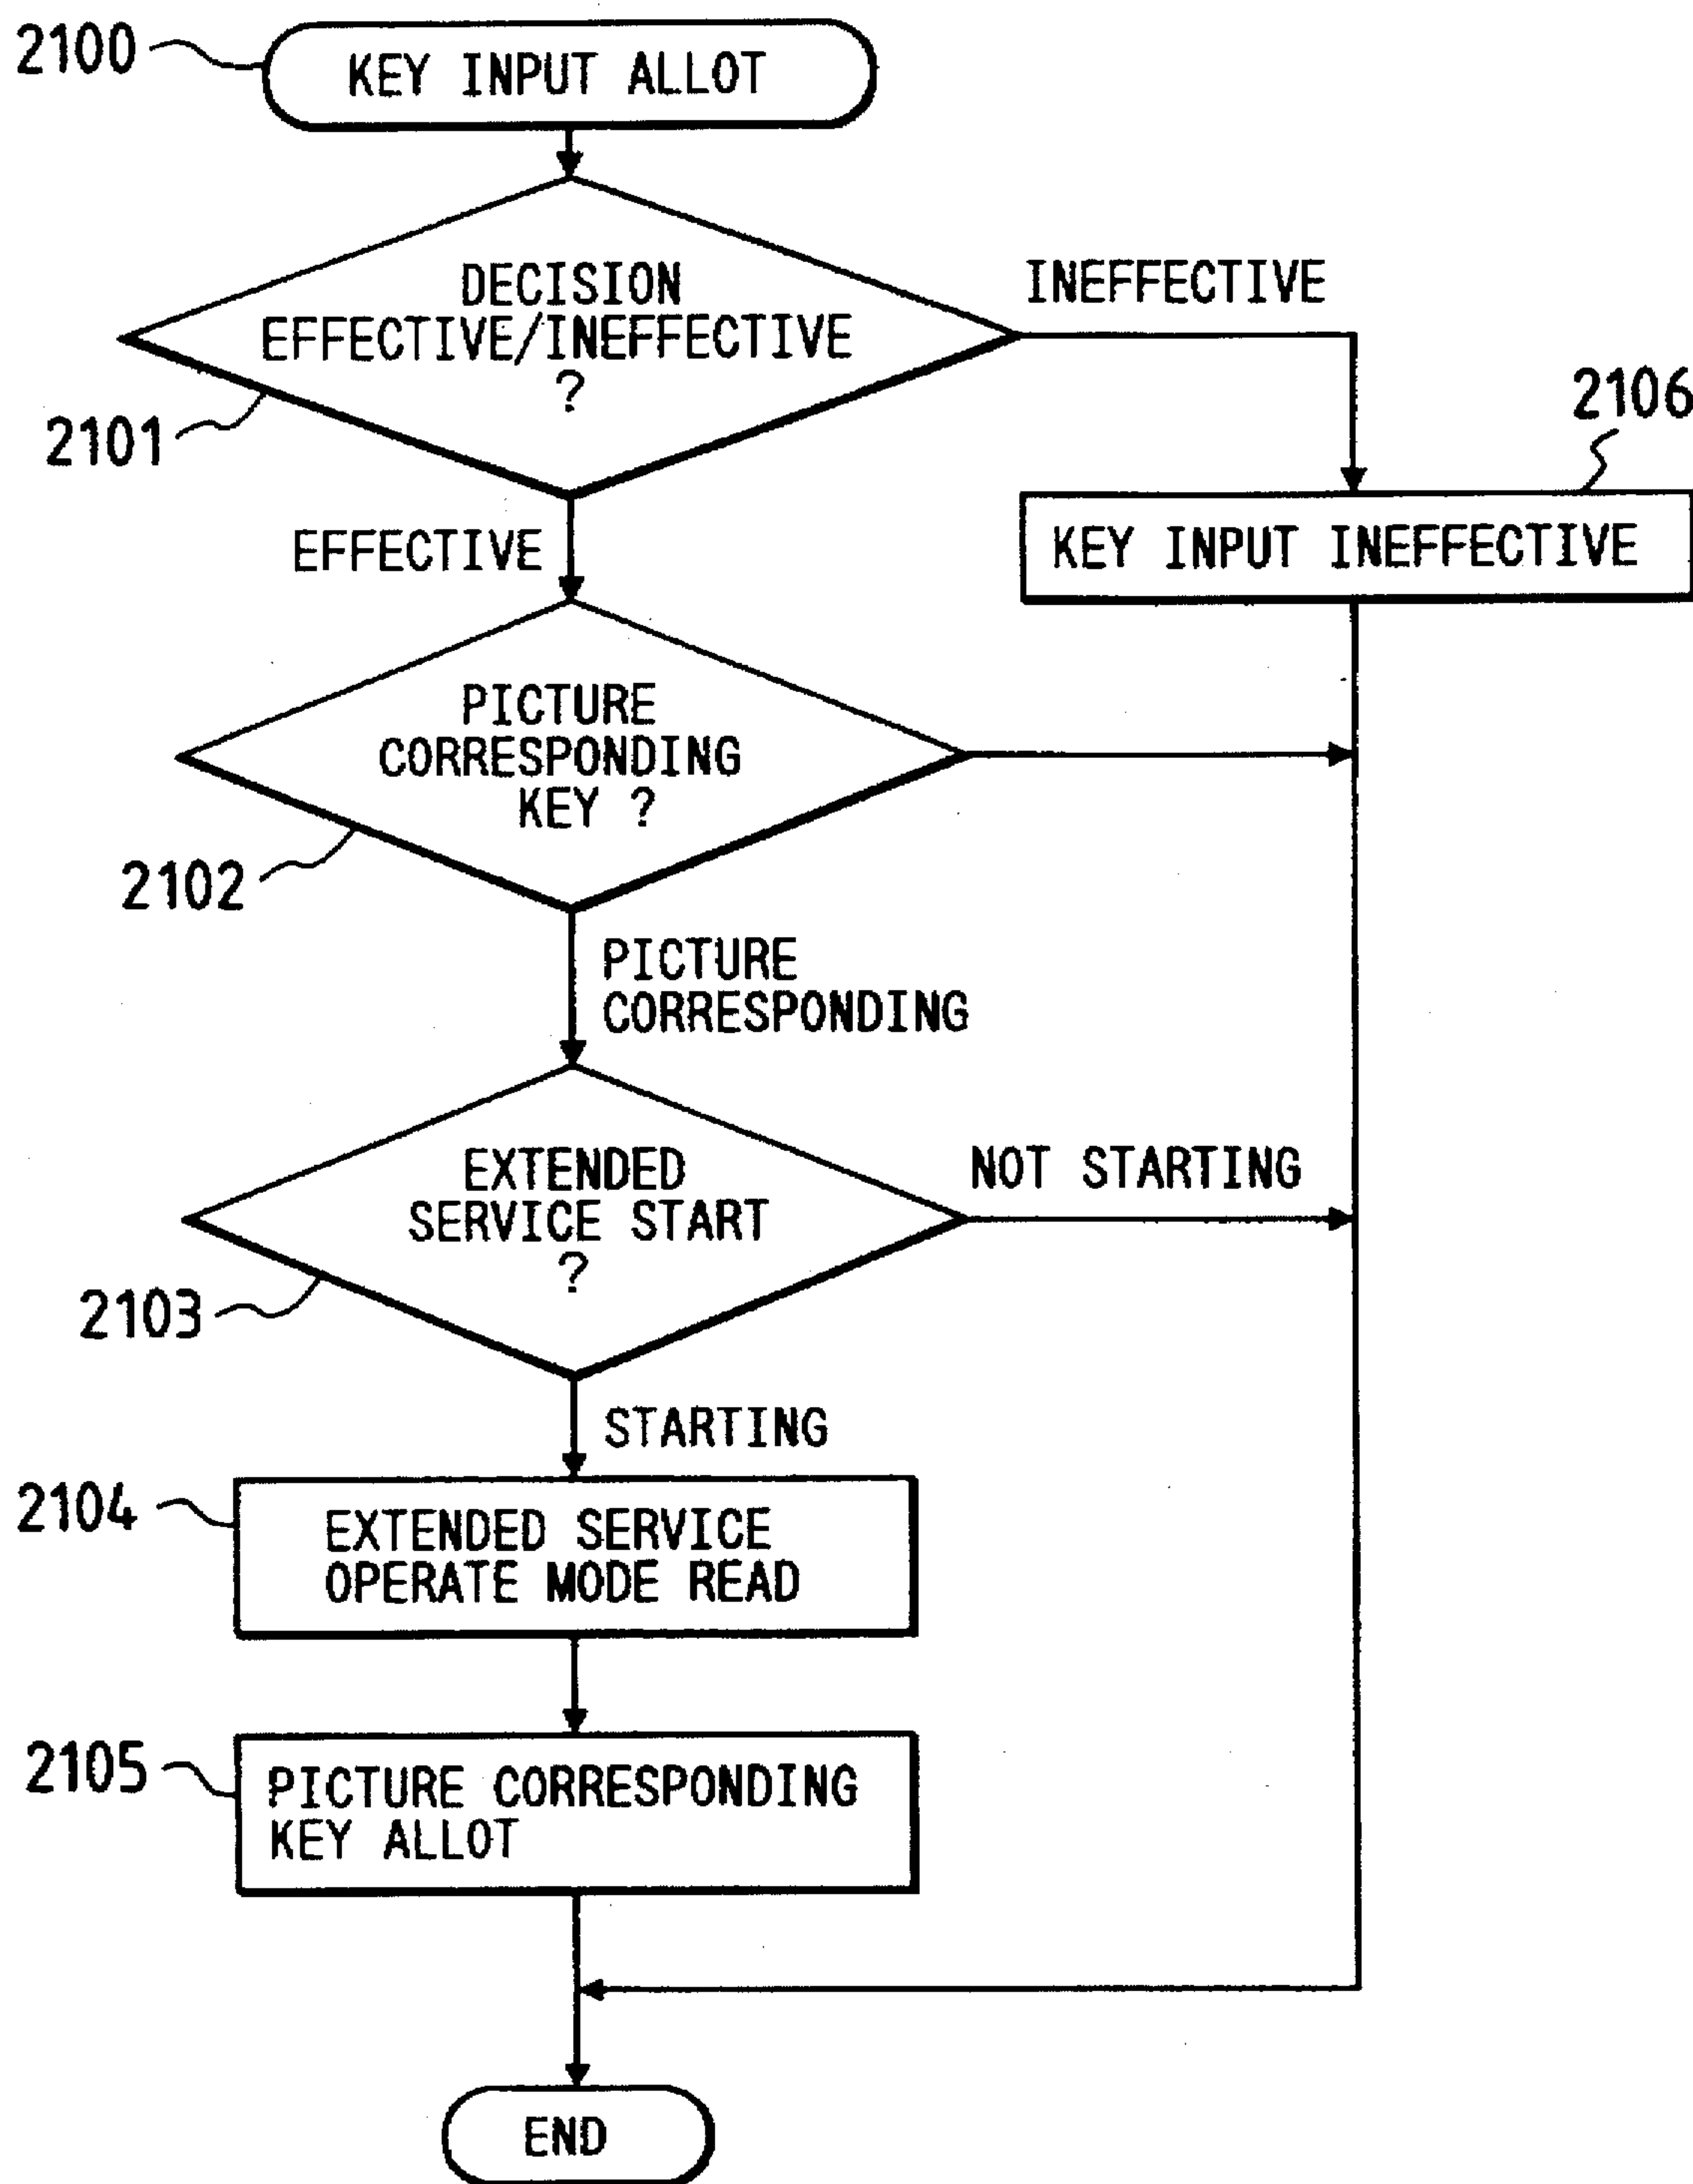 2100
KEY INPUT ALLOT
DECISION
EFFECTIVE/INEFFECTIVE
?
2101
INEFFECTIVE
2106
KEY INPUT INEFFECTIVE
EFFECTIVE
PICTURE
CORRESPONDING
KEY ?
2102
PICTURE
CORRESPONDING
EXTENDED
SERVICE START
?
2103
NOT STARTING
STARTING
2104
EXTENDED SERVICE
OPERATE MODE READ
2105
PICTURE CORRESPONDING
KEY ALLOT
END